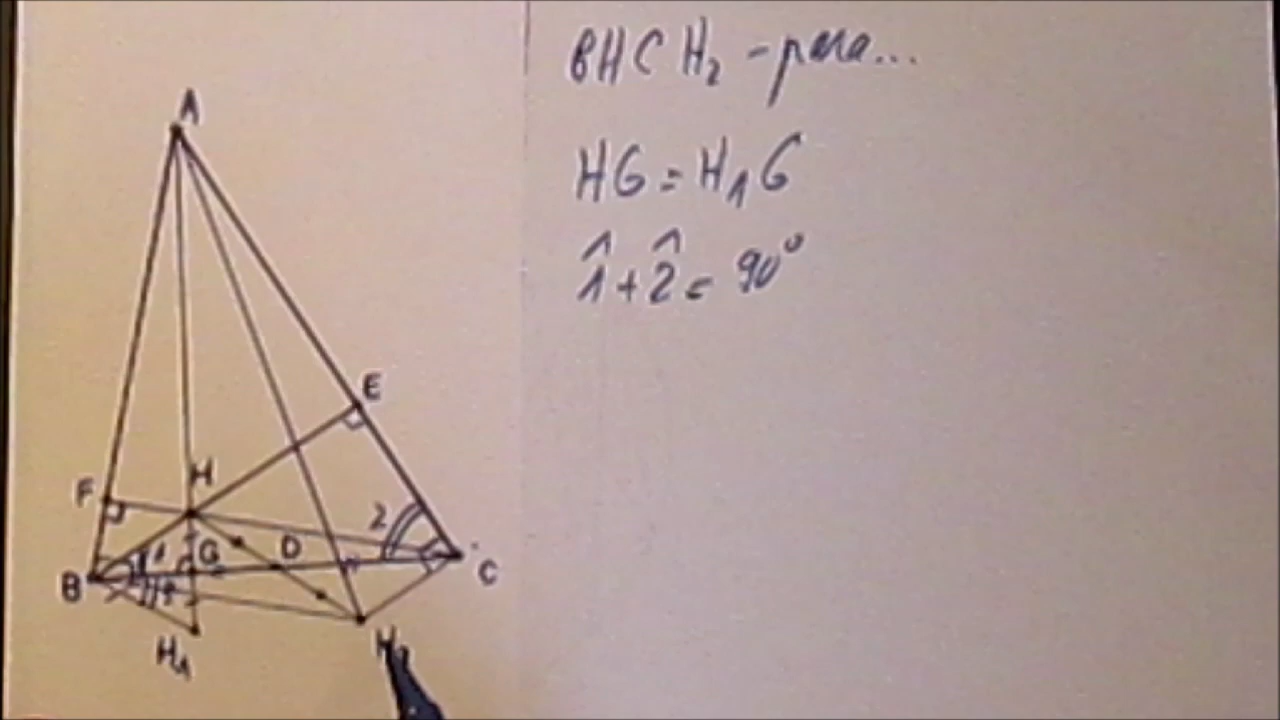 BHCH₂ - para...
HG = H₁G
1̂ + 2̂ = 90°
A
E
F
H
2
1
G
D
B
C
H₁
H₂